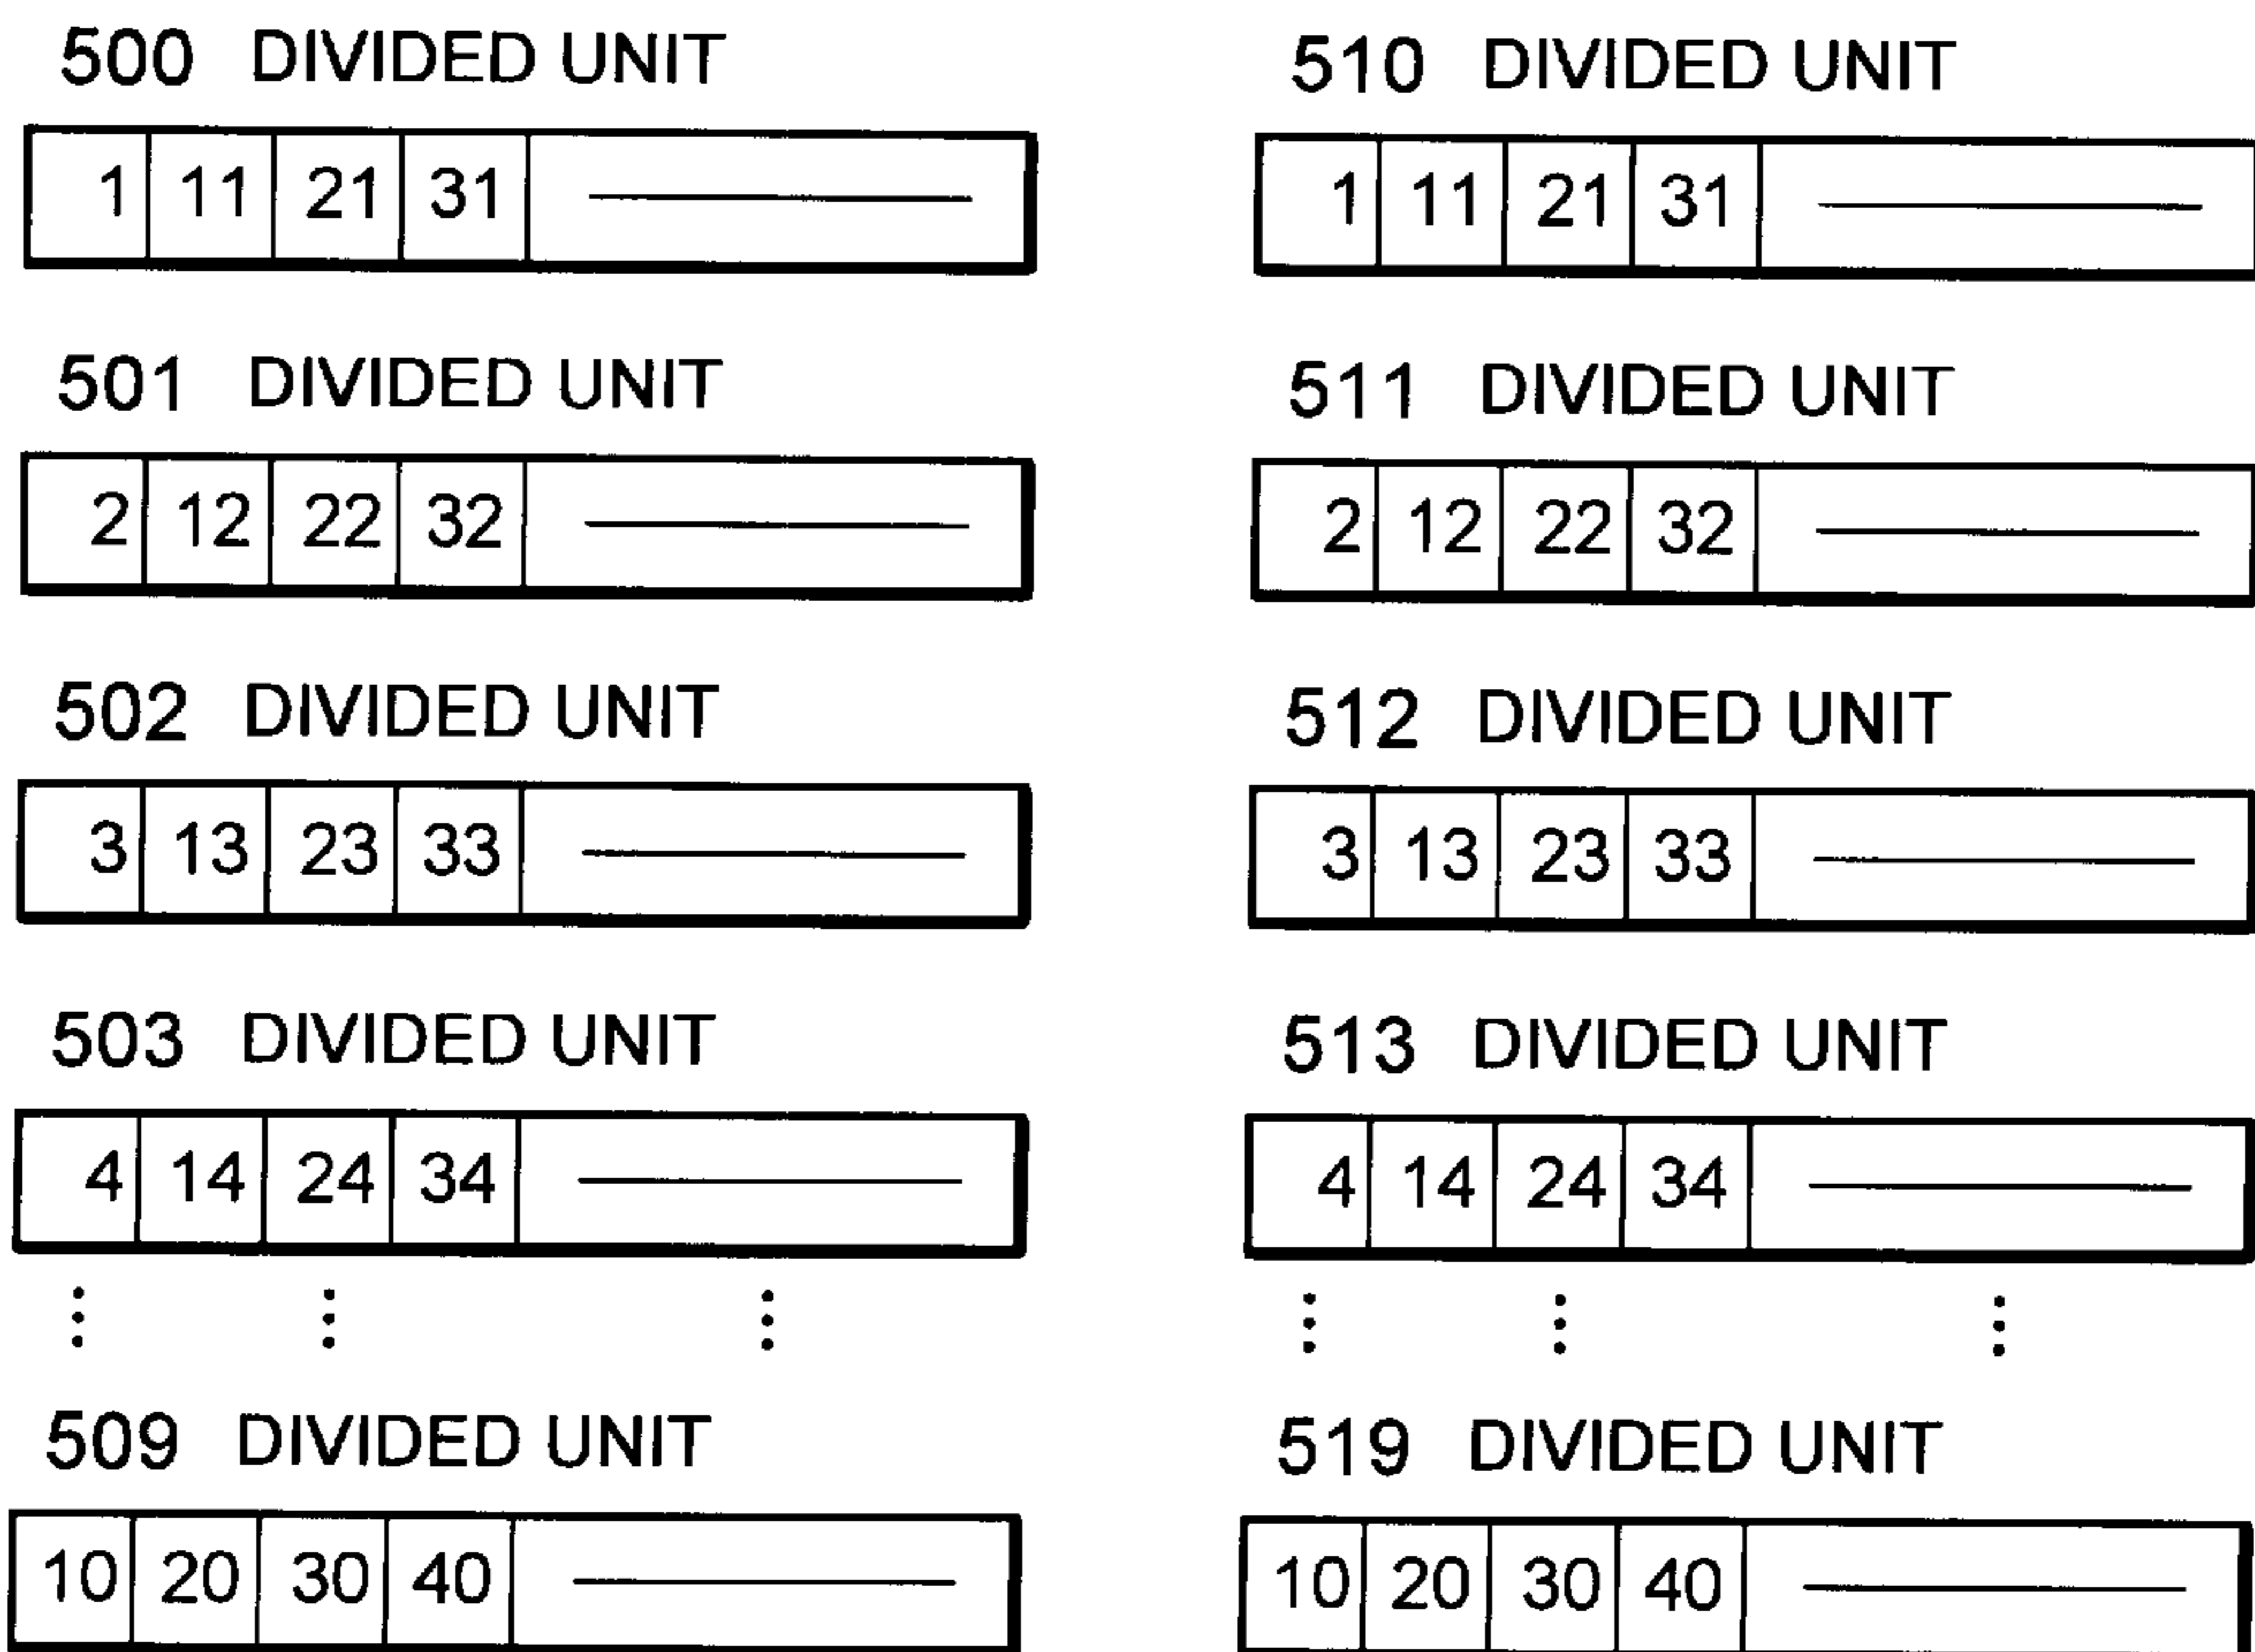 500 DIVIDED UNIT
1 11 21 31
501 DIVIDED UNIT
2 12 22 32
502 DIVIDED UNIT
3 13 23 33
503 DIVIDED UNIT
4 14 24 34
509 DIVIDED UNIT
10 20 30 40
510 DIVIDED UNIT
1 11 21 31
511 DIVIDED UNIT
2 12 22 32
512 DIVIDED UNIT
3 13 23 33
513 DIVIDED UNIT
4 14 24 34
519 DIVIDED UNIT
10 20 30 40